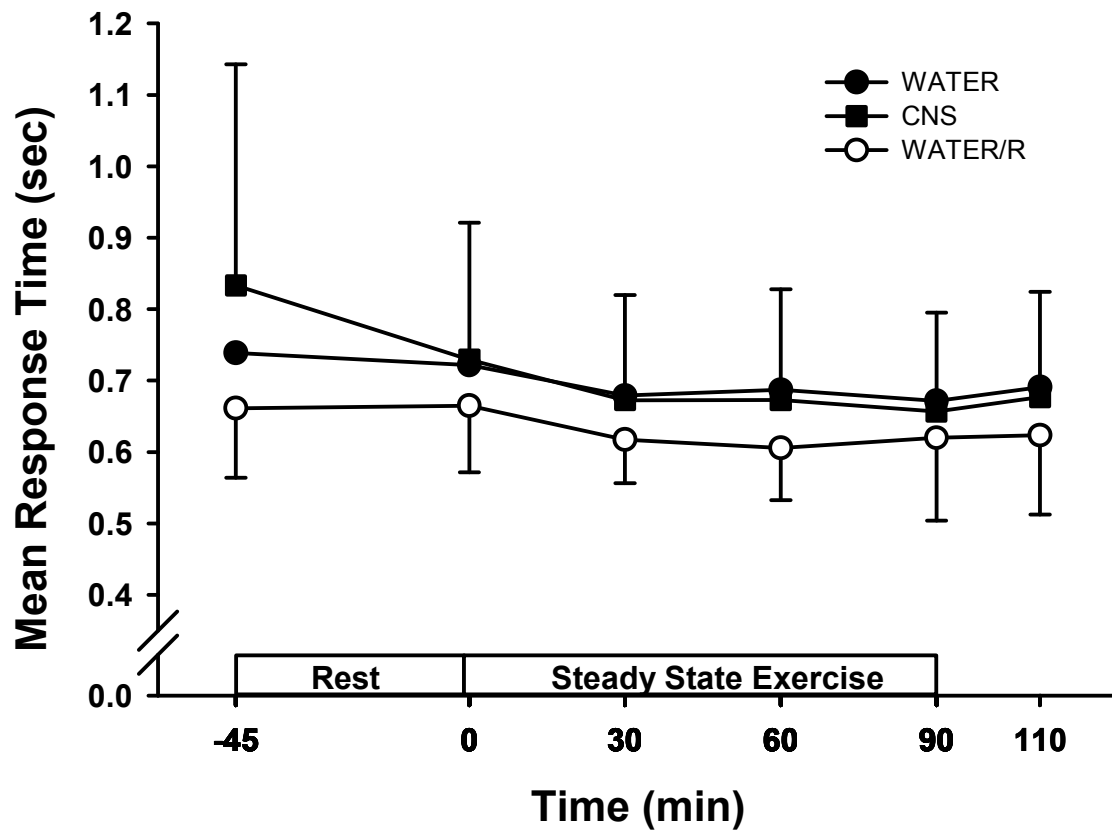 Mean Response Time (sec)
1.2
1.1
1.0
0.9
0.8
0.7
0.6
0.5
0.4
0.0
WATER
CNS
WATER/R
Rest
Steady State Exercise
-45
0
30
60
90
110
Time (min)